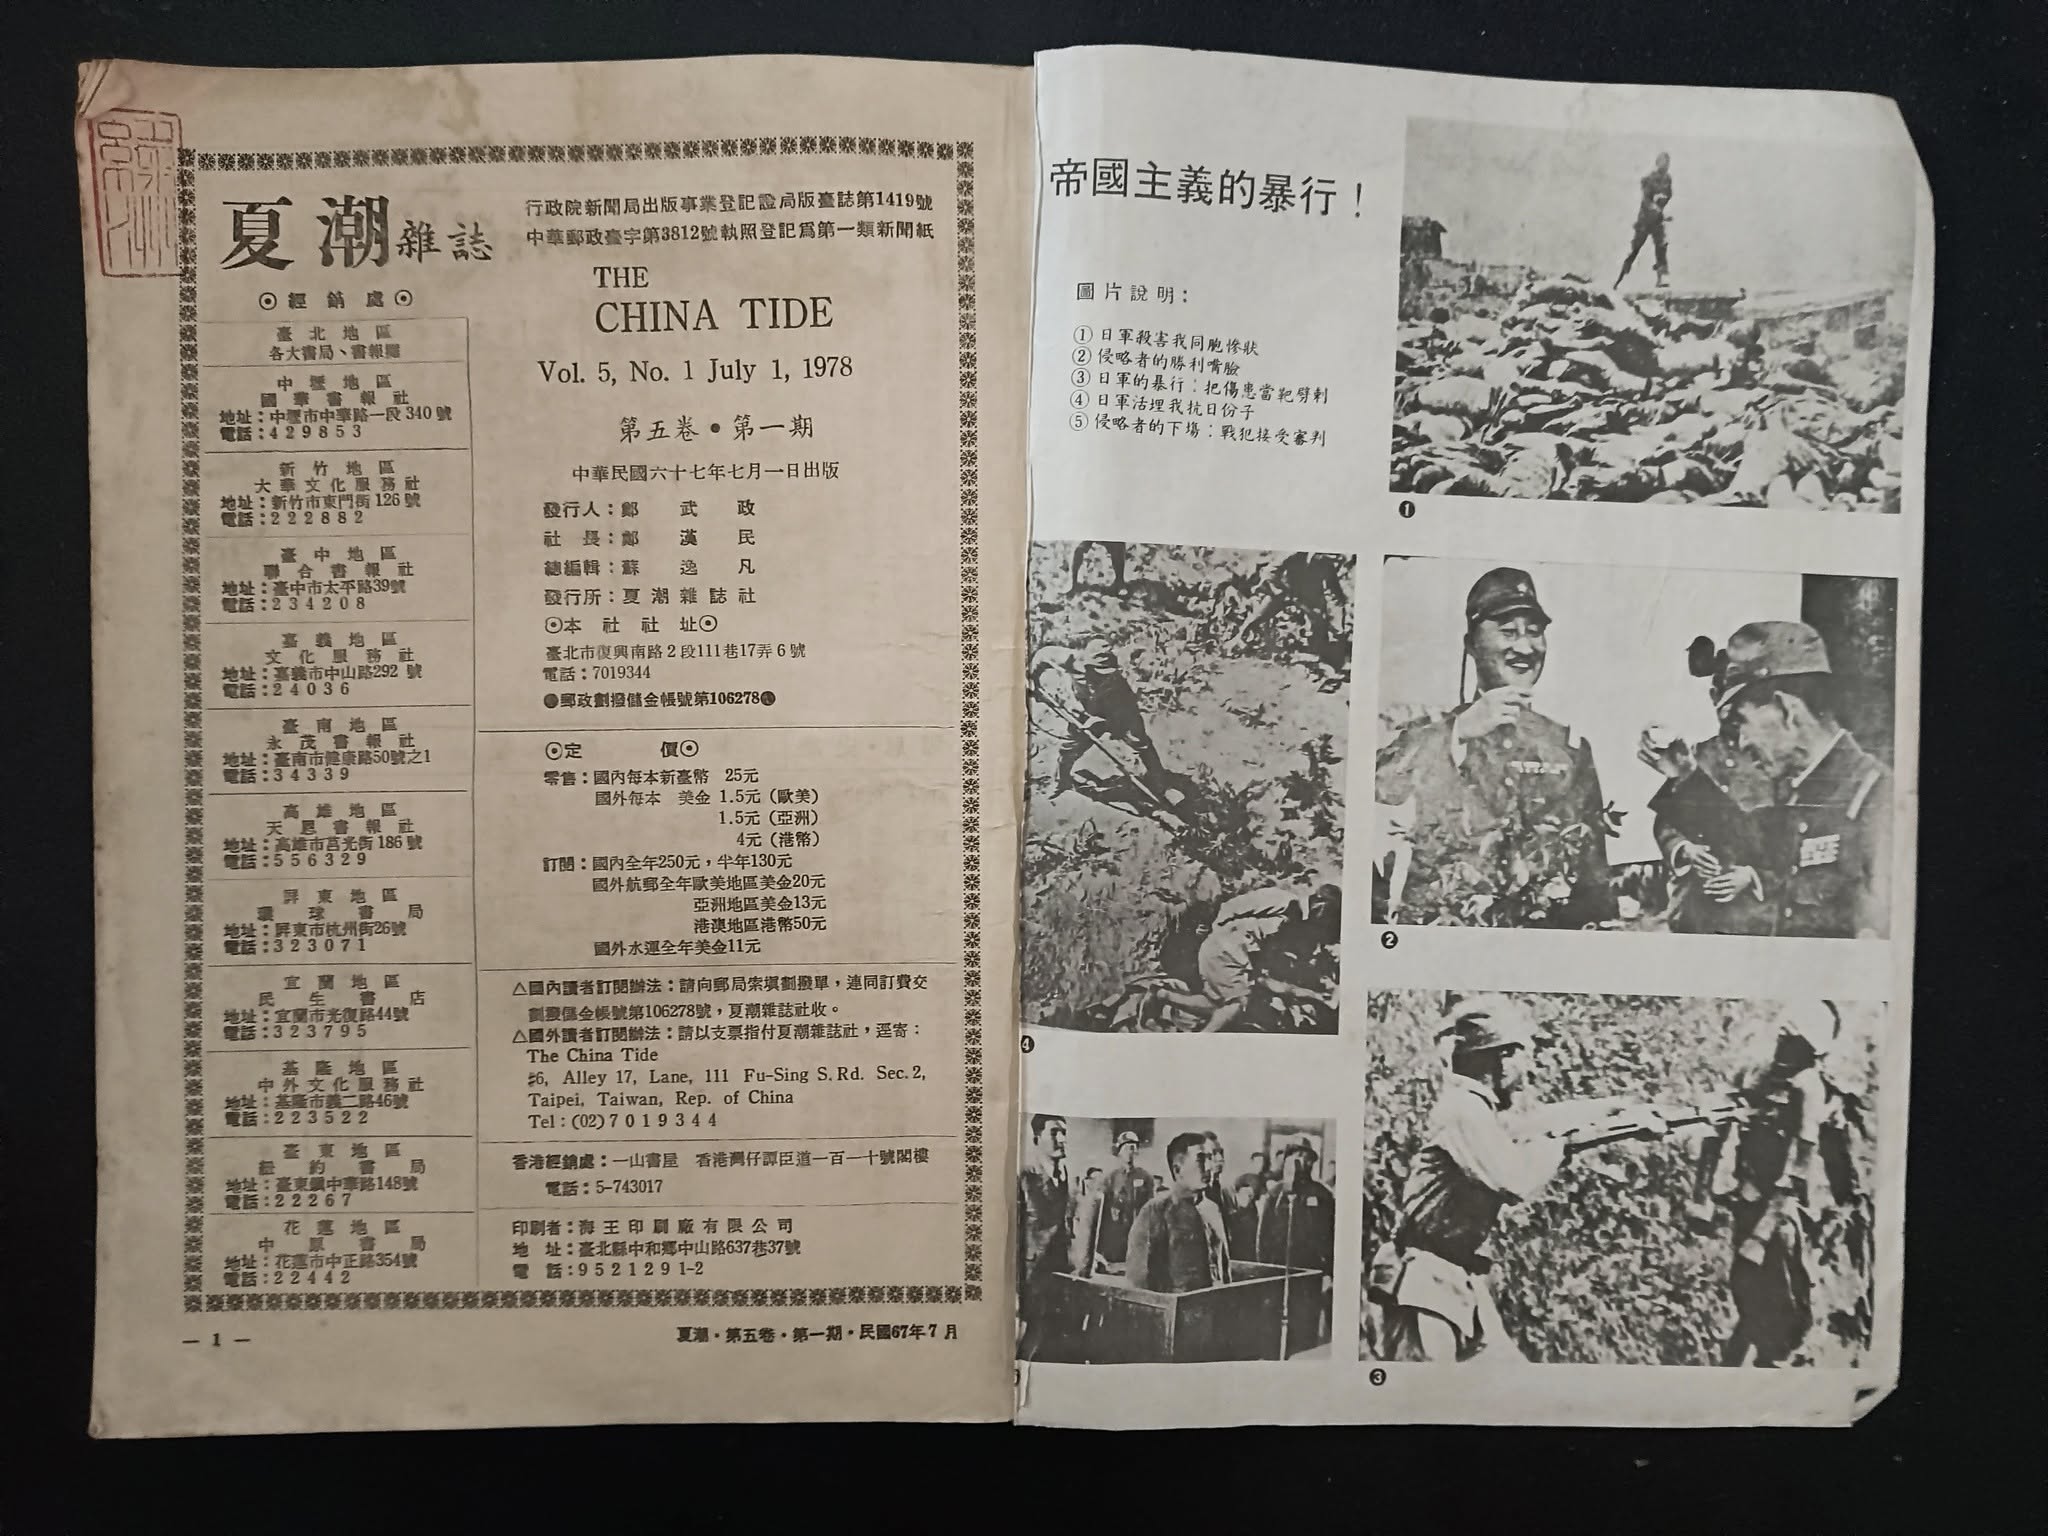 夏潮雜誌
行政院新聞局出版事業登記證局版臺誌第1419號
中華郵政臺字第3812號執照登記爲第一類新聞紙
THE
CHINA TIDE
Vol. 5, No. 1 July 1, 1978
第五卷・第一期
中華民國六十七年七月一日出版
發行人：鄭武政
社長：鄭漢民
總編輯：蘇逸凡
發行所：夏潮雜誌社
⊙本社社址⊙
臺北市復興南路2段111巷17弄6號
電話：7019344
●郵政劃撥儲金帳號第106278●
⊙定價⊙
零售：國內每本新臺幣 25元
國外每本 美金 1.5元（歐美）
1.5元（亞洲）
4元（港幣）
訂閱：國內全年250元，半年130元
國外航郵全年歐美地區美金20元
亞洲地區美金13元
港澳地區港幣50元
國外水運全年美金11元
△國內讀者訂閱辦法：請向郵局索塡劃撥單，連同訂費交
劃撥儲金帳號第106278號，夏潮雜誌社收。
△國外讀者訂閱辦法：請以支票指付夏潮雜誌社，逕寄：
The China Tide
#6, Alley 17, Lane, 111 Fu-Sing S. Rd. Sec. 2,
Taipei, Taiwan, Rep. of China
Tel：(02) 7019344
香港經銷處：一山書屋 香港灣仔譚臣道一百一十號閣樓
電話：5-743017
印刷者：海王印刷廠有限公司
地 址：臺北縣中和鄉中山路637巷37號
電 話：9521291-2
⊙經銷處⊙
臺北地區
各大書局、書報攤
中壢地區
國華書報社
地址：中壢市中華路一段340號
電話：429853
新竹地區
大華文化服務社
地址：新竹市東門街126號
電話：222882
臺中地區
聯合書報社
地址：臺中市太平路39號
電話：234208
嘉義地區
文化服務社
地址：嘉義市中山路292號
電話：24036
臺南地區
永茂書報社
地址：臺南市健康路50號之1
電話：34339
高雄地區
天恩書報社
地址：高雄市莒光街186號
電話：556329
屏東地區
環球書局
地址：屏東市杭州街26號
電話：323071
宜蘭地區
民生書店
地址：宜蘭市光復路44號
電話：323795
基隆地區
中外文化服務社
地址：基隆市義二路46號
電話：223522
臺東地區
紐約書局
地址：臺東鎭中華路148號
電話：22267
花蓮地區
中原書局
地址：花蓮市中正路354號
電話：22442
— 1 —
夏潮・第五卷・第一期・民國67年7月
帝國主義的暴行！
圖片說明：
①日軍殺害我同胞慘狀
②侵略者的勝利嘴臉
③日軍的暴行：把傷患當靶劈刺
④日軍活埋我抗日份子
⑤侵略者的下場：戰犯接受審判
❶
❷
❹
❸